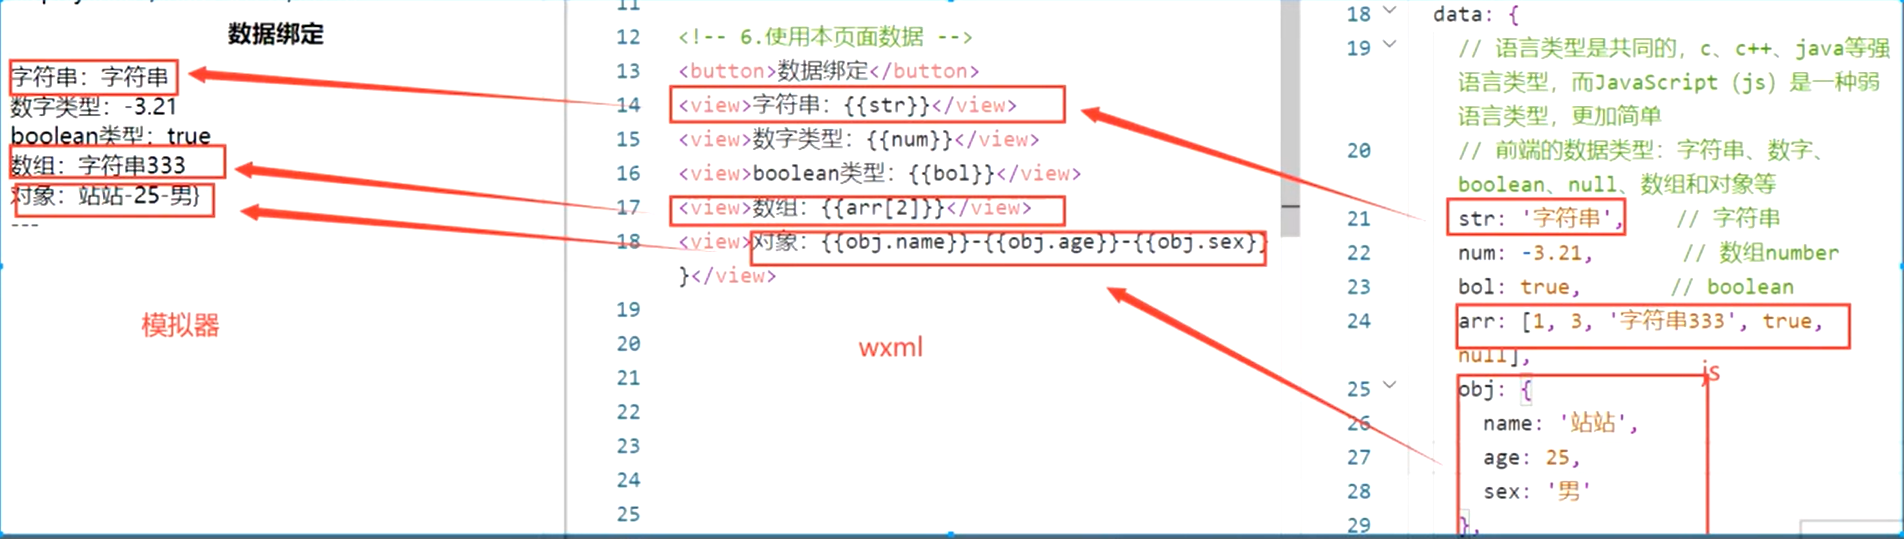 数据绑定
字符串：字符串
数字类型：-3.21
boolean类型：true
数组：字符串333
对象：站站-25-男}
---
模拟器
11
12 <!-- 6.使用本页面数据 -->
13 <button>数据绑定</button>
14 <view>字符串：{{str}}</view>
15 <view>数字类型：{{num}}</view>
16 <view>boolean类型：{{bol}}</view>
17 <view>数组：{{arr[2]}}</view>
18 <view>对象：{{obj.name}}-{{obj.age}}-{{obj.sex}}
}</view>
19
20
21
22
23
24
25
wxml
18 data: {
19 // 语言类型是共同的，c、c++、java等强
语言类型，而JavaScript（js）是一种弱
语言类型，更加简单
20 // 前端的数据类型：字符串、数字、
boolean、null、数组和对象等
21 str: '字符串', // 字符串
22 num: -3.21, // 数组number
23 bol: true, // boolean
24 arr: [1, 3, '字符串333', true,
null],
25 obj: {
26 name: '站站',
27 age: 25,
28 sex: '男'
29 },
js